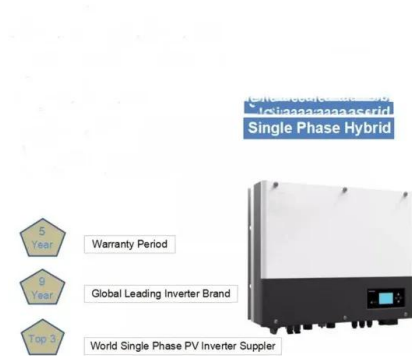 Single Phase Hybrid
5
Year
Warranty Period
9
Year
Global Leading Inverter Brand
Top 3
World Single Phase PV Inverter Suppler